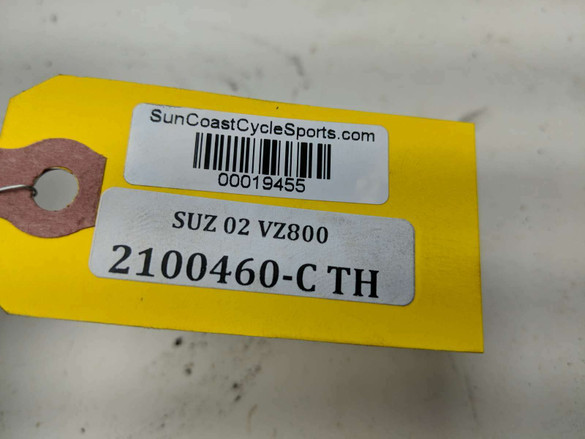 SunCoastCycleSports.com
00019455
SUZ 02 VZ800
2100460-C TH